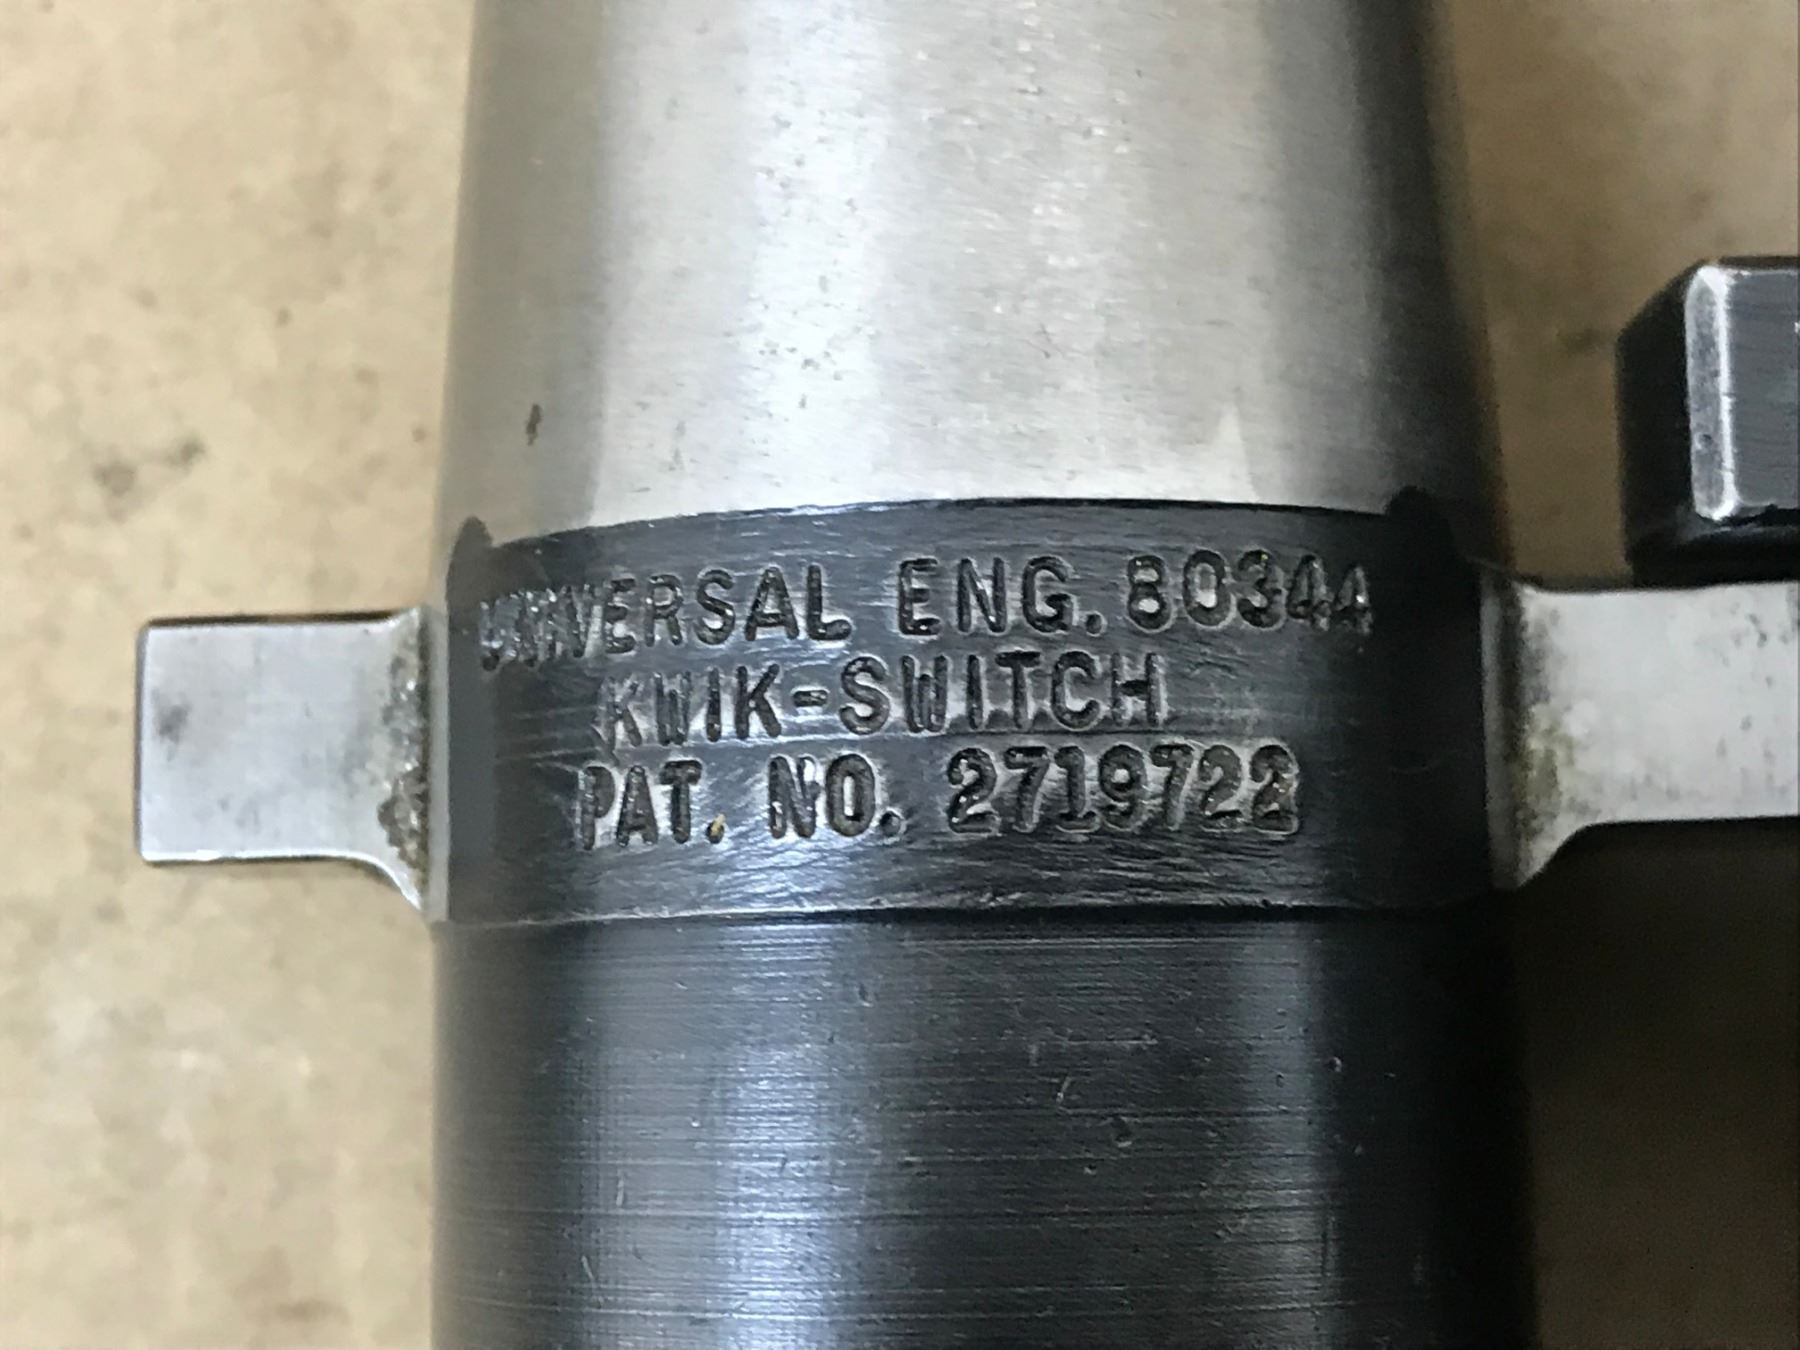 UNIVERSAL ENG. 80344
KWIK-SWITCH
PAT. NO. 2719722